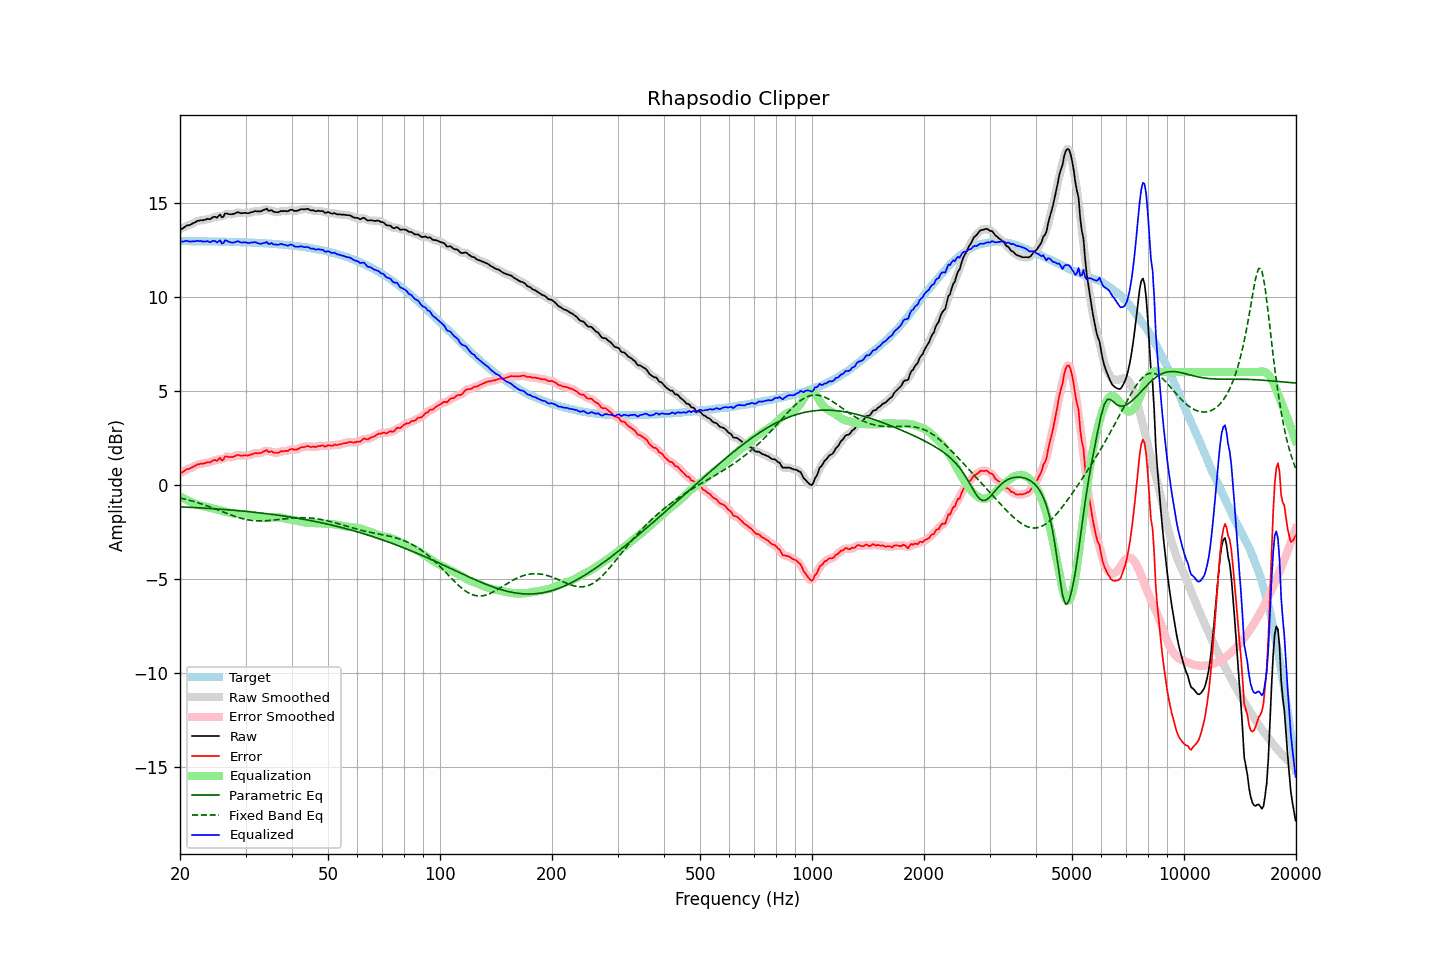 Rhapsodio Clipper
Amplitude (dBr)
15
10
5
0
−5
−10
−15
Target
Raw Smoothed
Error Smoothed
Raw
Error
Equalization
Parametric Eq
Fixed Band Eq
Equalized
20
50
100
200
500
1000
2000
5000
10000
20000
Frequency (Hz)